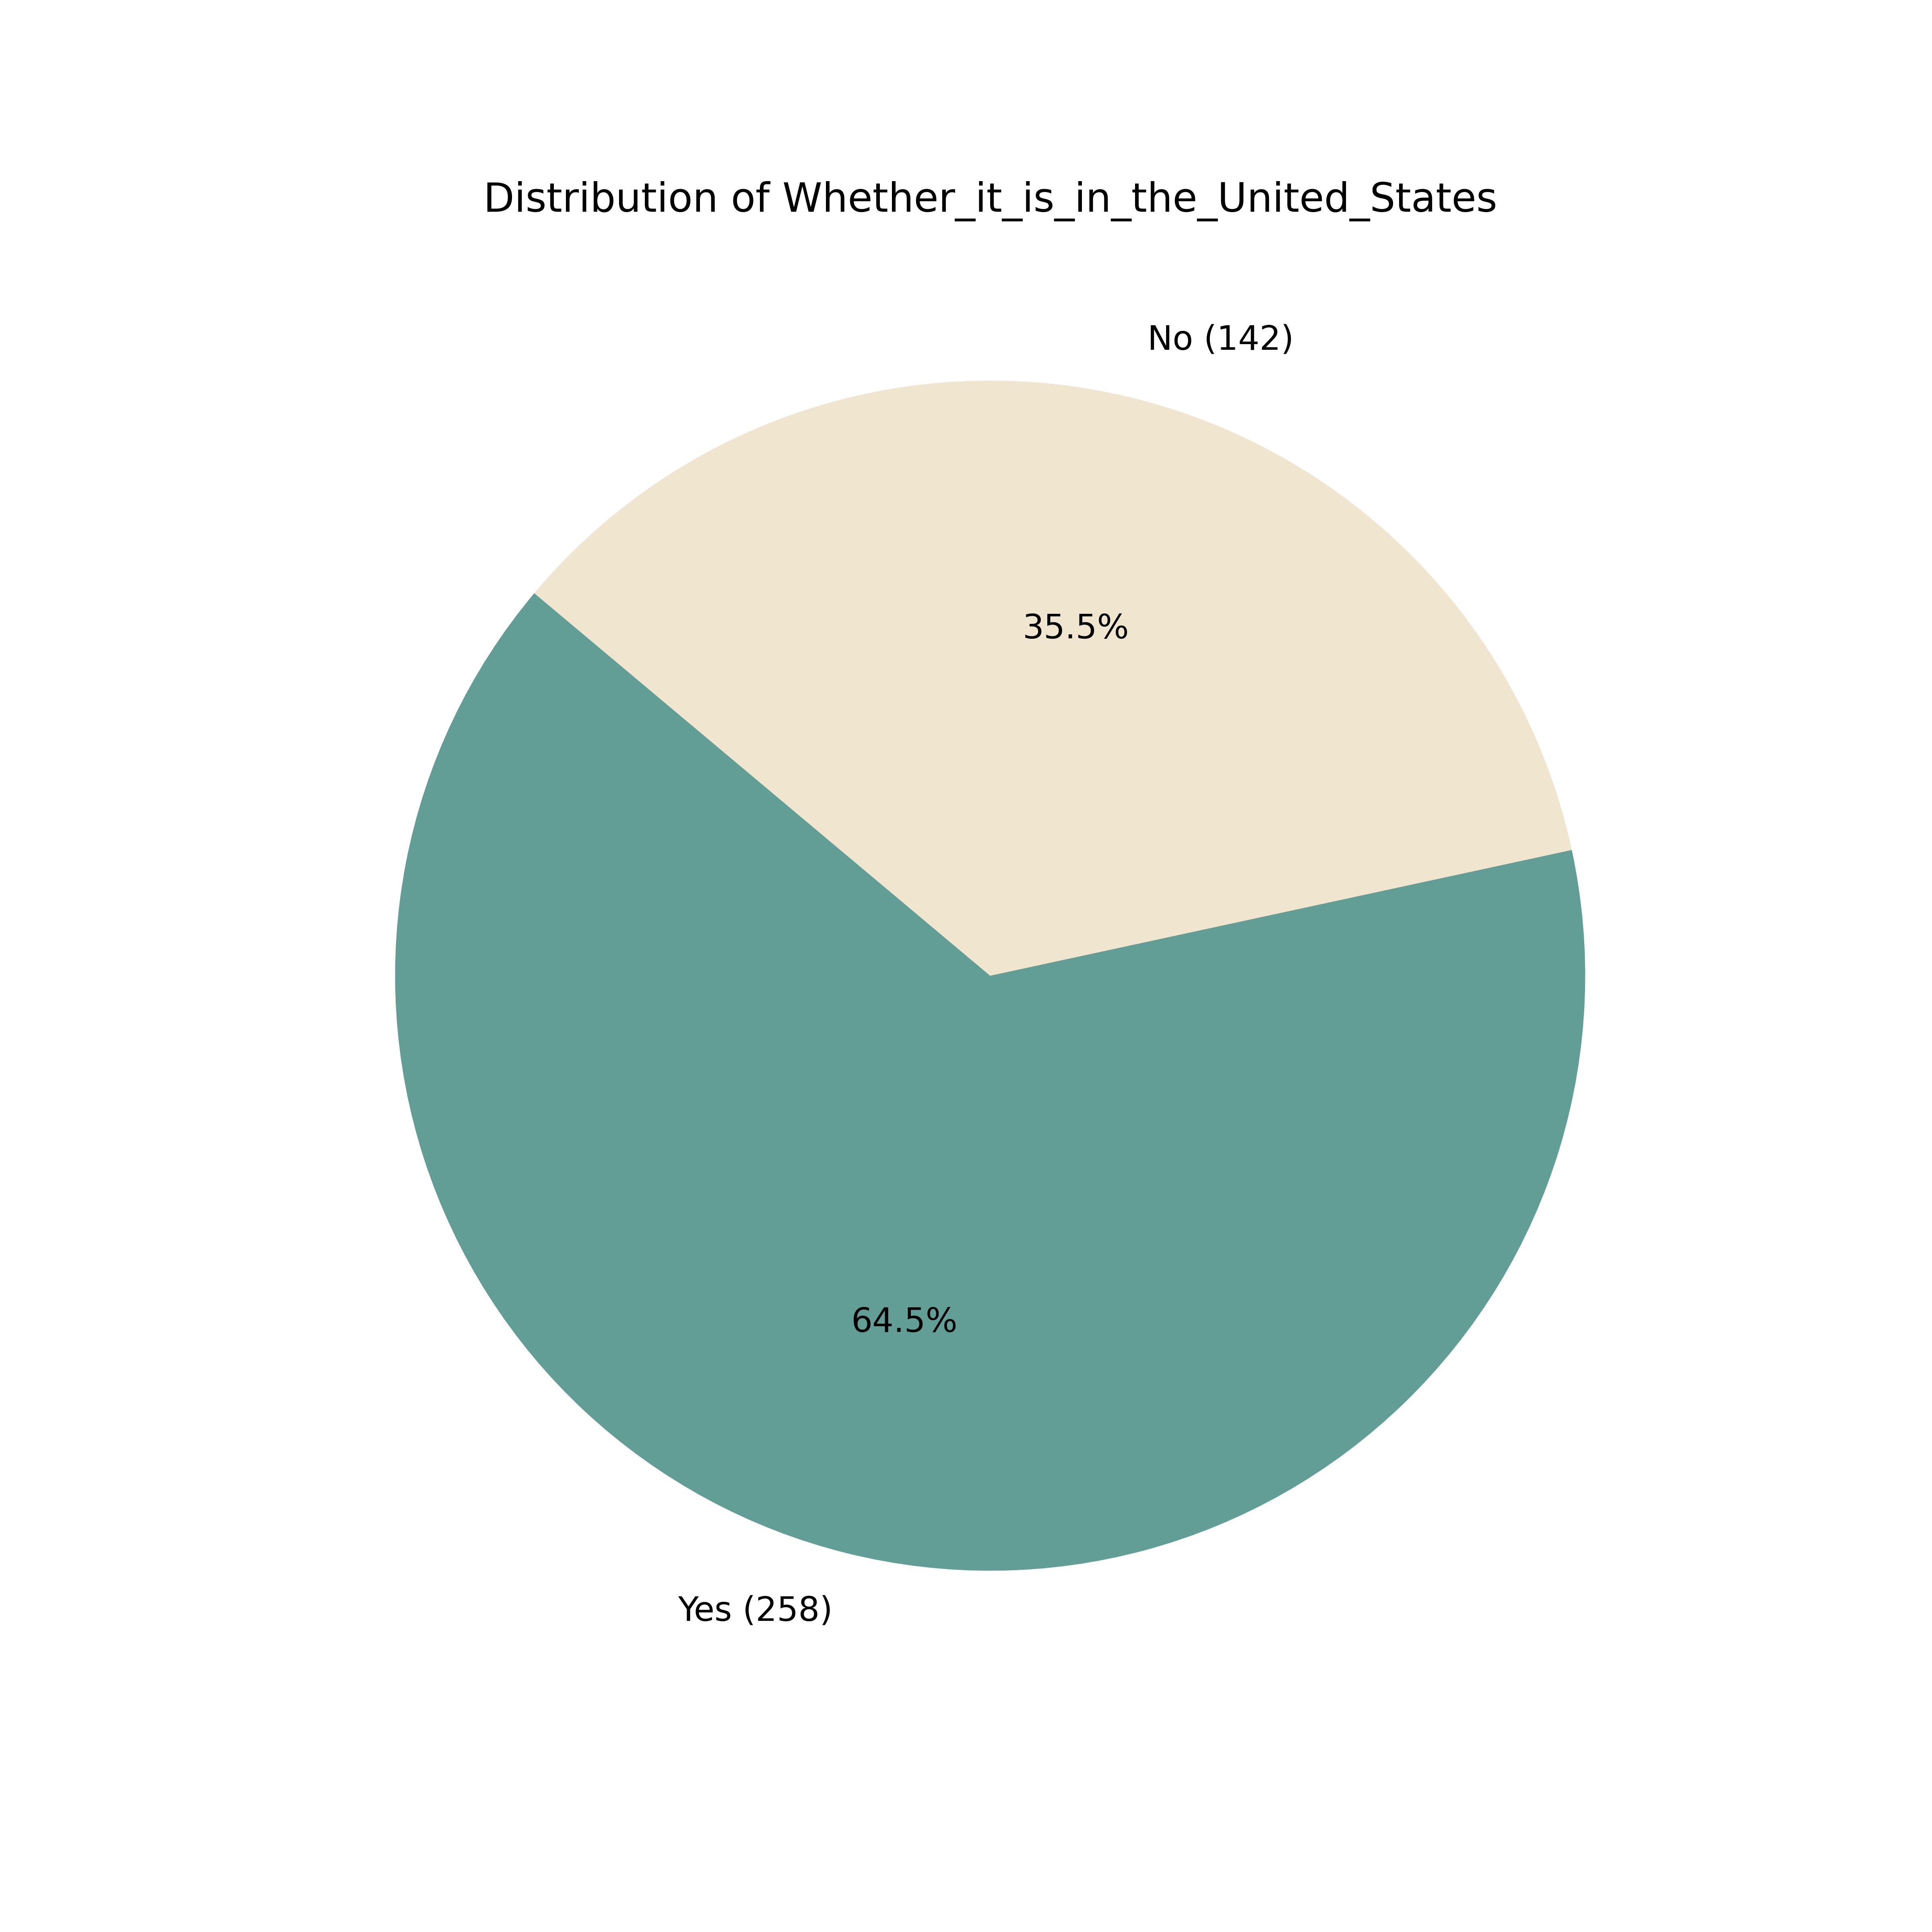 Distribution of Whether_it_is_in_the_United_States
No (142)
35.5%
64.5%
Yes (258)